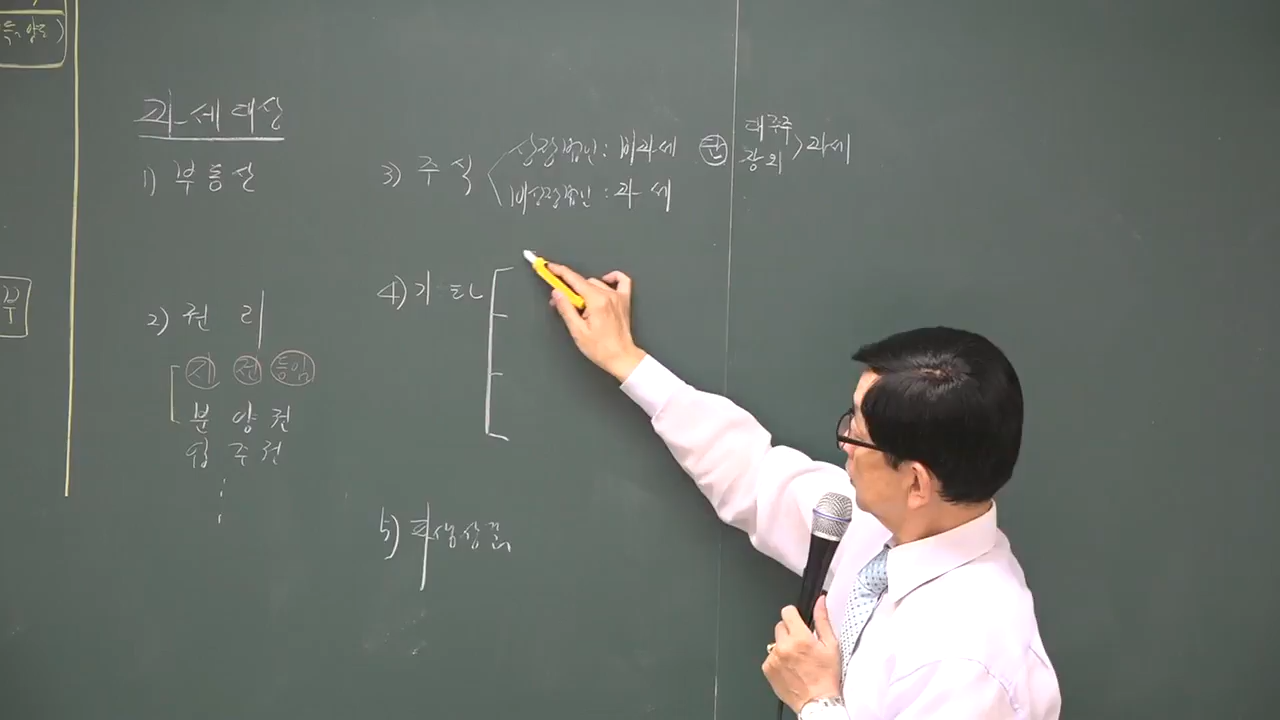 과세대상
1) 부동산
2) 권리
지 전 등임
분양권
입주권
3) 주식
상장법인 : 비과세 단 대주주 장외 > 과세
비상장법인 : 과세
4) 기타
5) 파생상품